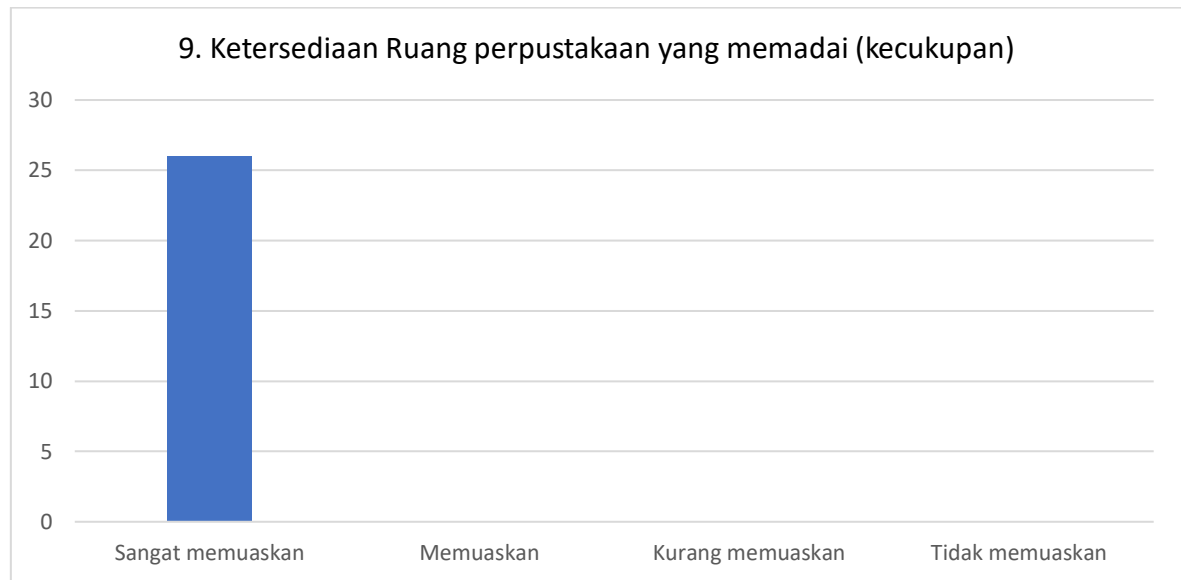 9. Ketersediaan Ruang perpustakaan yang memadai (kecukupan)
30
25
20
15
10
5
0
Sangat memuaskan
Memuaskan
Kurang memuaskan
Tidak memuaskan